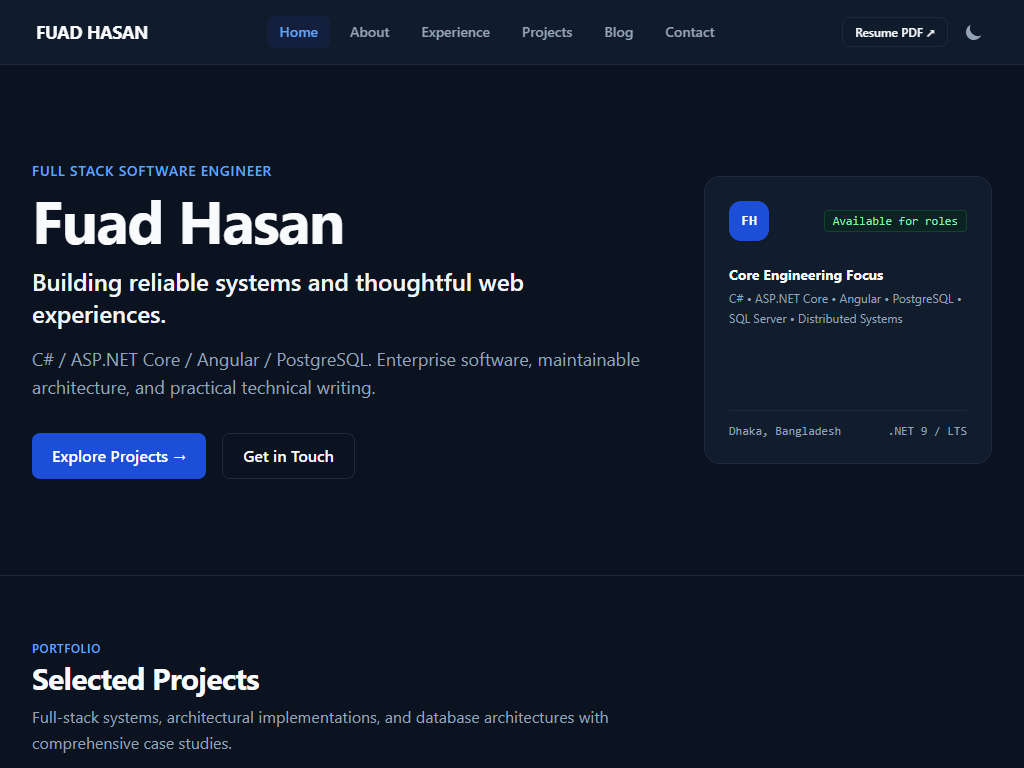 FUAD HASAN
Home
About
Experience
Projects
Blog
Contact
Resume PDF ↗
FULL STACK SOFTWARE ENGINEER
Fuad Hasan
Building reliable systems and thoughtful web
experiences.
C# / ASP.NET Core / Angular / PostgreSQL. Enterprise software, maintainable
architecture, and practical technical writing.
Explore Projects →
Get in Touch
FH
Available for roles
Core Engineering Focus
C# • ASP.NET Core • Angular • PostgreSQL •
SQL Server • Distributed Systems
Dhaka, Bangladesh
.NET 9 / LTS
PORTFOLIO
Selected Projects
Full-stack systems, architectural implementations, and database architectures with
comprehensive case studies.